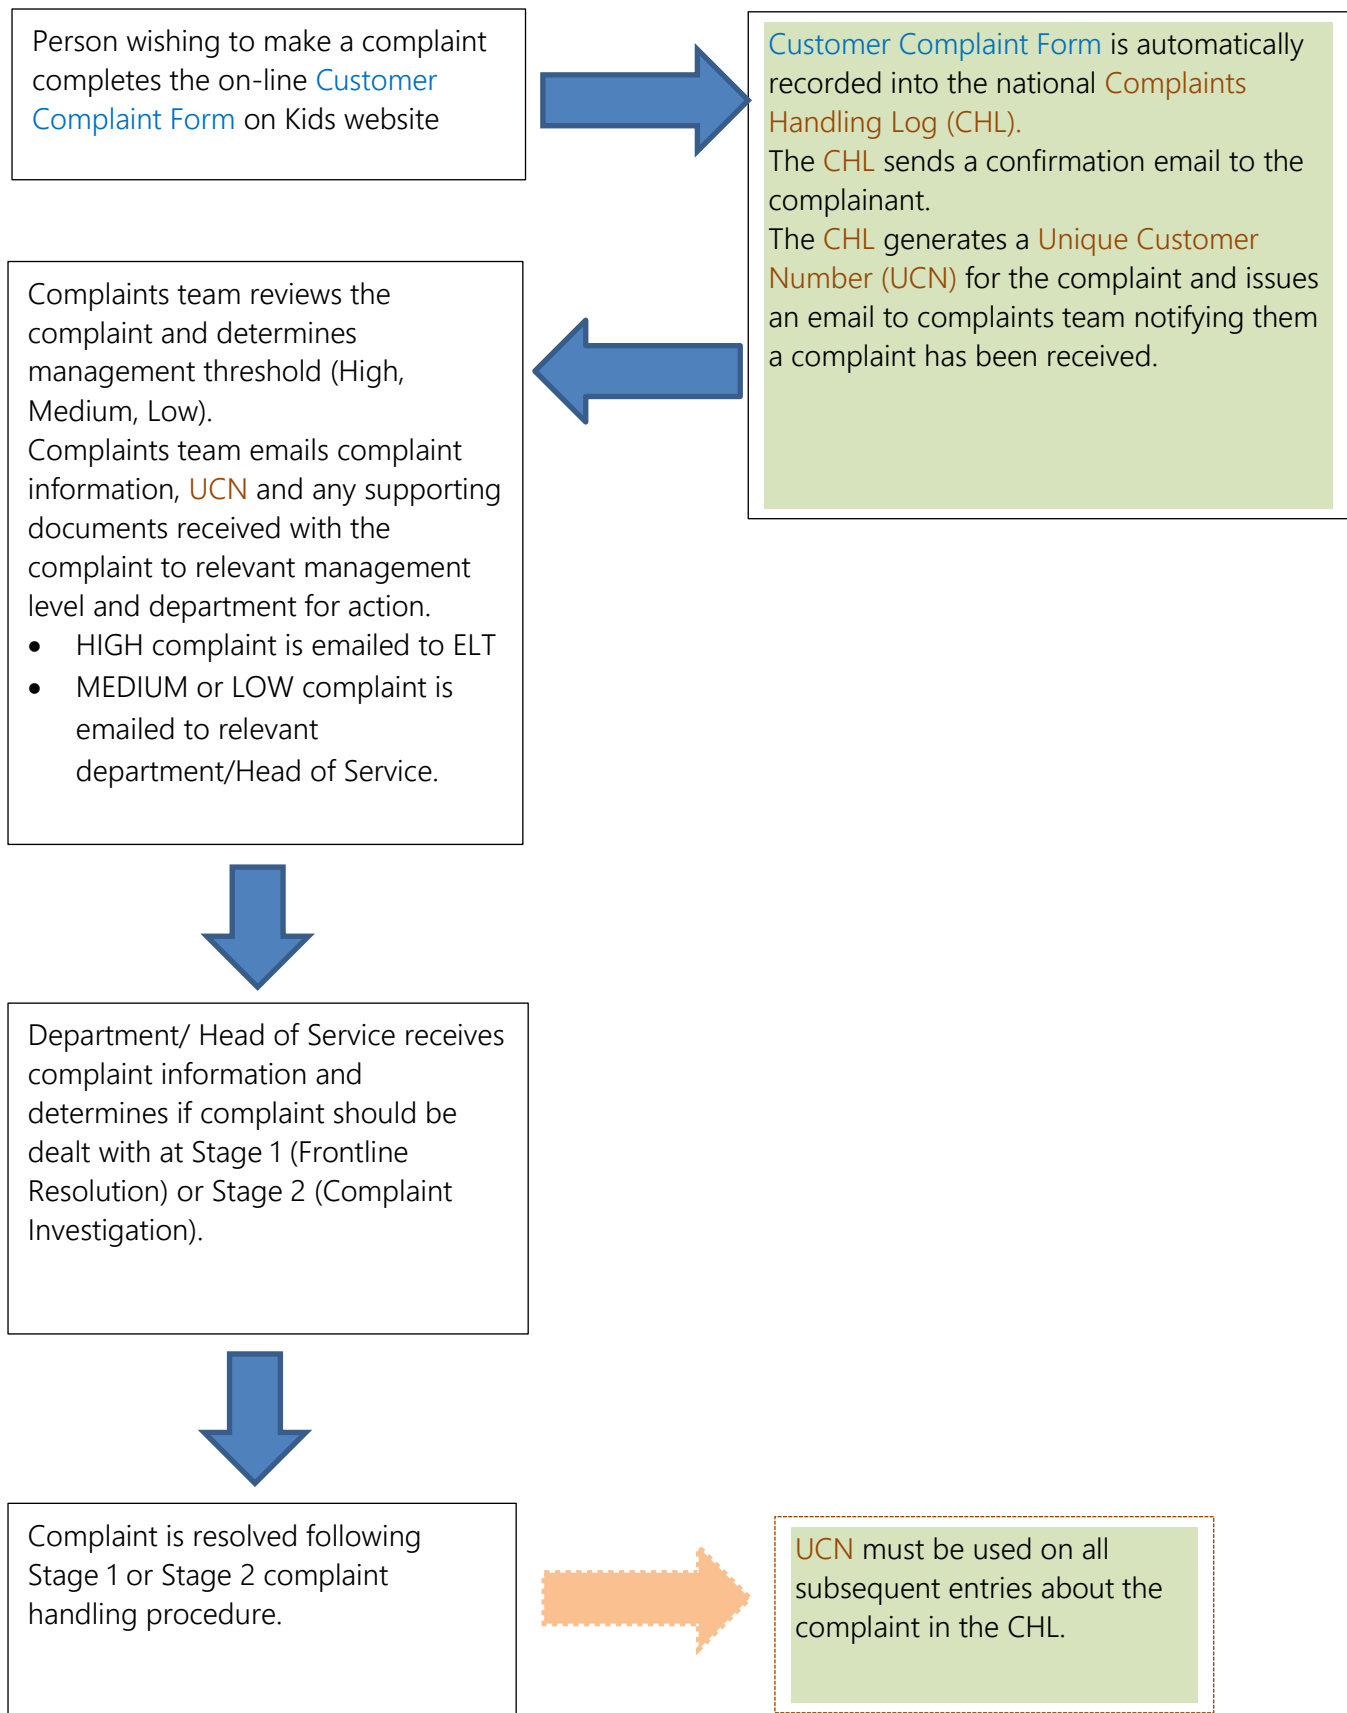 Person wishing to make a complaint
completes the on-line Customer
Complaint Form on Kids website
Customer Complaint Form is automatically
recorded into the national Complaints
Handling Log (CHL).
The CHL sends a confirmation email to the
complainant.
The CHL generates a Unique Customer
Number (UCN) for the complaint and issues
an email to complaints team notifying them
a complaint has been received.
Complaints team reviews the
complaint and determines
management threshold (High,
Medium, Low).
Complaints team emails complaint
information, UCN and any supporting
documents received with the
complaint to relevant management
level and department for action.
• HIGH complaint is emailed to ELT
• MEDIUM or LOW complaint is
emailed to relevant
department/Head of Service.
Department/ Head of Service receives
complaint information and
determines if complaint should be
dealt with at Stage 1 (Frontline
Resolution) or Stage 2 (Complaint
Investigation).
Complaint is resolved following
Stage 1 or Stage 2 complaint
handling procedure.
UCN must be used on all
subsequent entries about the
complaint in the CHL.